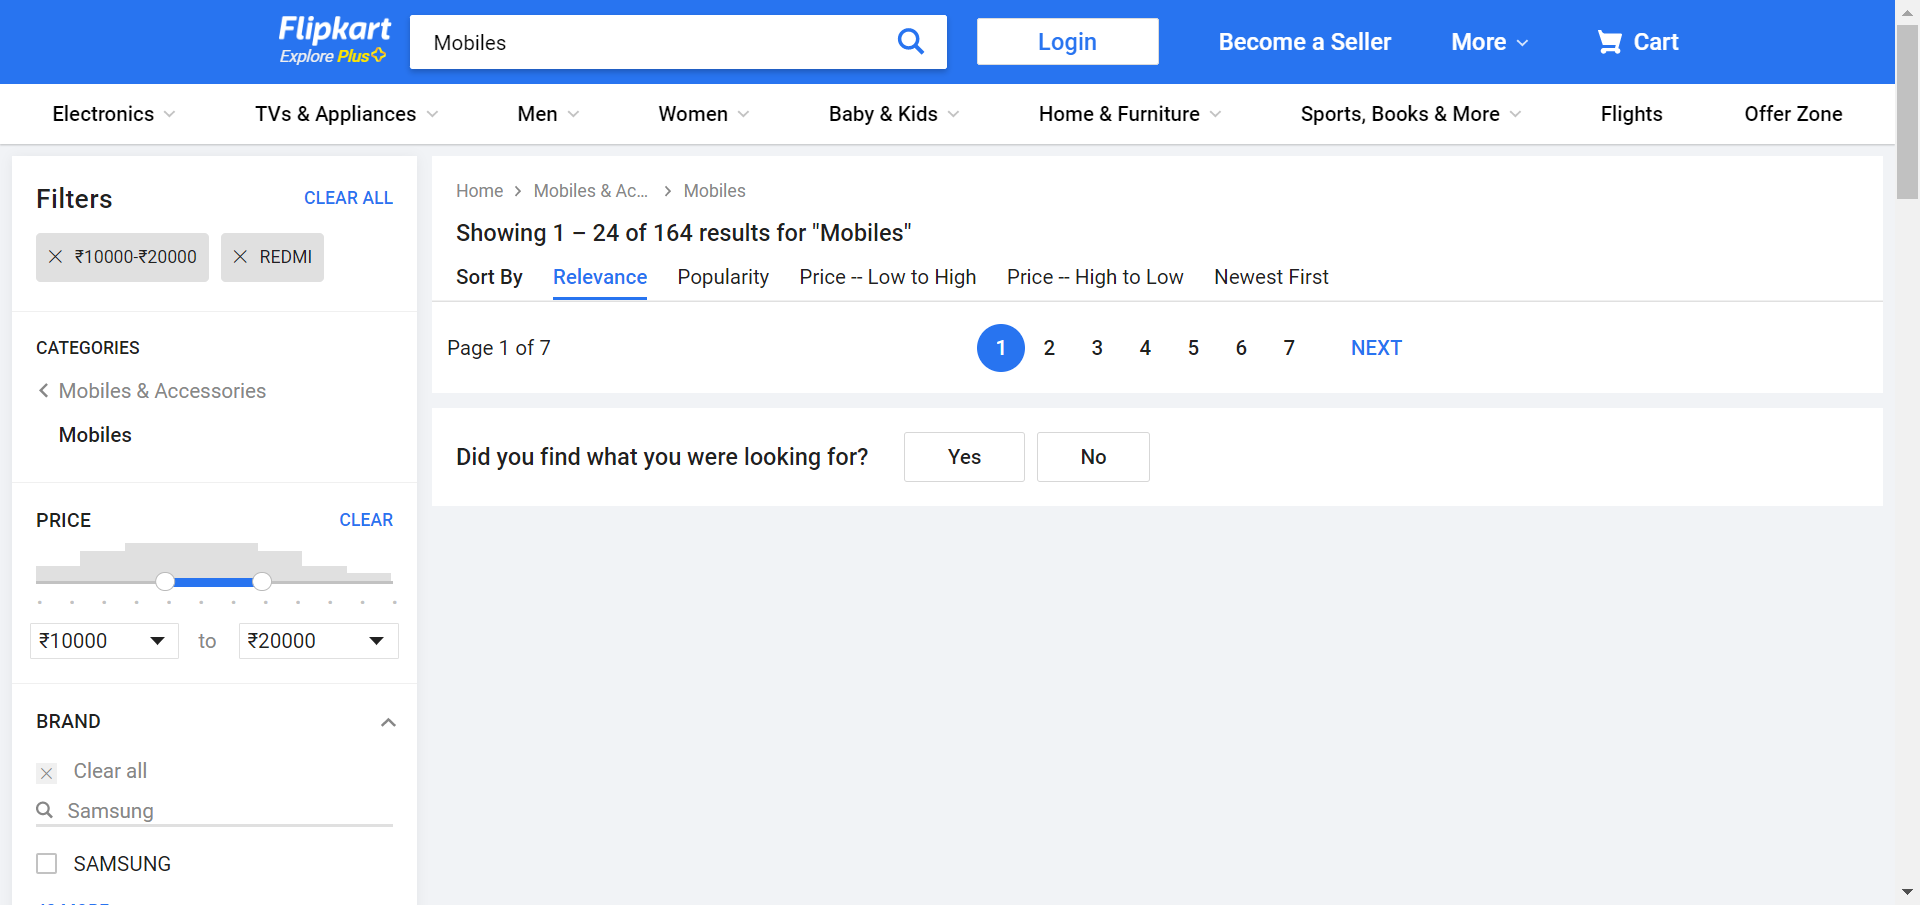 Flipkart
Explore Plus
Mobiles
Login
Become a Seller
More
Cart
Electronics
TVs & Appliances
Men
Women
Baby & Kids
Home & Furniture
Sports, Books & More
Flights
Offer Zone
Filters
CLEAR ALL
₹10000-₹20000
REDMI
CATEGORIES
Mobiles & Accessories
Mobiles
PRICE
CLEAR
₹10000
to
₹20000
BRAND
Clear all
Samsung
SAMSUNG
Home
Mobiles & Ac...
Mobiles
Showing 1 – 24 of 164 results for "Mobiles"
Sort By
Relevance
Popularity
Price -- Low to High
Price -- High to Low
Newest First
Page 1 of 7
1 2 3 4 5 6 7 NEXT
Did you find what you were looking for?
Yes
No